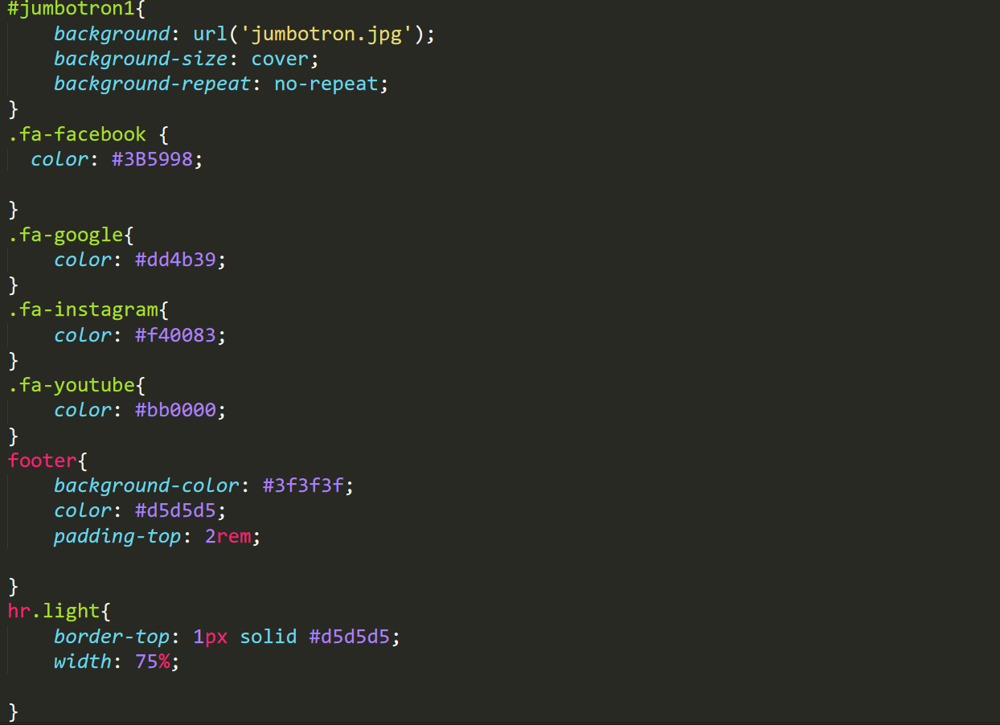 #jumbotron1{
    background: url('jumbotron.jpg');
    background-size: cover;
    background-repeat: no-repeat;
}
.fa-facebook {
  color: #3B5998;

}
.fa-google{
    color: #dd4b39;
}
.fa-instagram{
    color: #f40083;
}
.fa-youtube{
    color: #bb0000;
}
footer{
    background-color: #3f3f3f;
    color: #d5d5d5;
    padding-top: 2rem;

}
hr.light{
    border-top: 1px solid #d5d5d5;
    width: 75%;

}